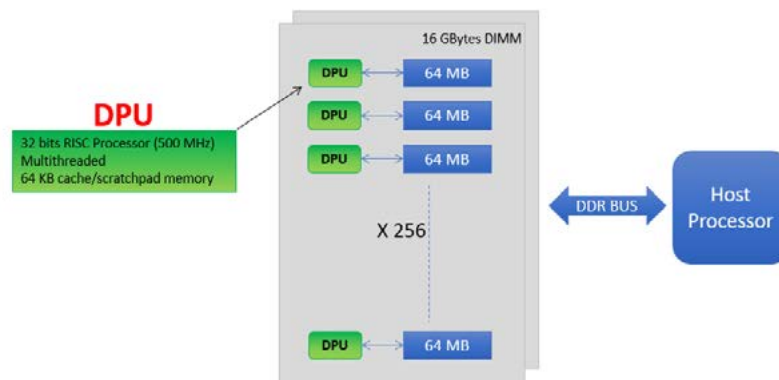 16 GBytes DIMM
DPU
64 MB
DPU
32 bits RISC Processor (500 MHz)
Multithreaded
64 KB cache/scratchpad memory
DPU
64 MB
DPU
64 MB
X 256
DDR BUS
Host
Processor
DPU
64 MB